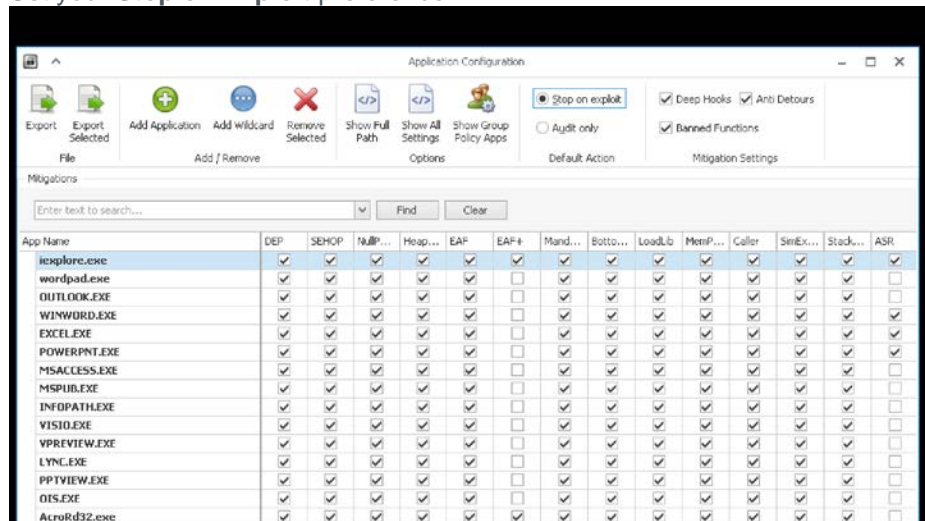 Application Configuration
Export
Export Selected
Add Application
Add Wildcard
Remove Selected
Show Full Path
Show All Settings
Show Group Policy Apps
Stop on exploit
Audit only
Deep Hooks
Anti Detours
Banned Functions
File
Add / Remove
Options
Default Action
Mitigation Settings
Mitigations
Enter text to search...
Find
Clear
App Name DEP SEHOP NullP... Heap... EAF EAF+ Mand... Botto... LoadLib MemP... Caller SimEx... Stack... ASR
iexplore.exe
wordpad.exe
OUTLOOK.EXE
WINWORD.EXE
EXCEL.EXE
POWERPNT.EXE
MSACCESS.EXE
MSPUB.EXE
INFOPATH.EXE
VISIO.EXE
VPREVIEW.EXE
LYNC.EXE
PPTVIEW.EXE
OIS.EXE
AcroRd32.exe